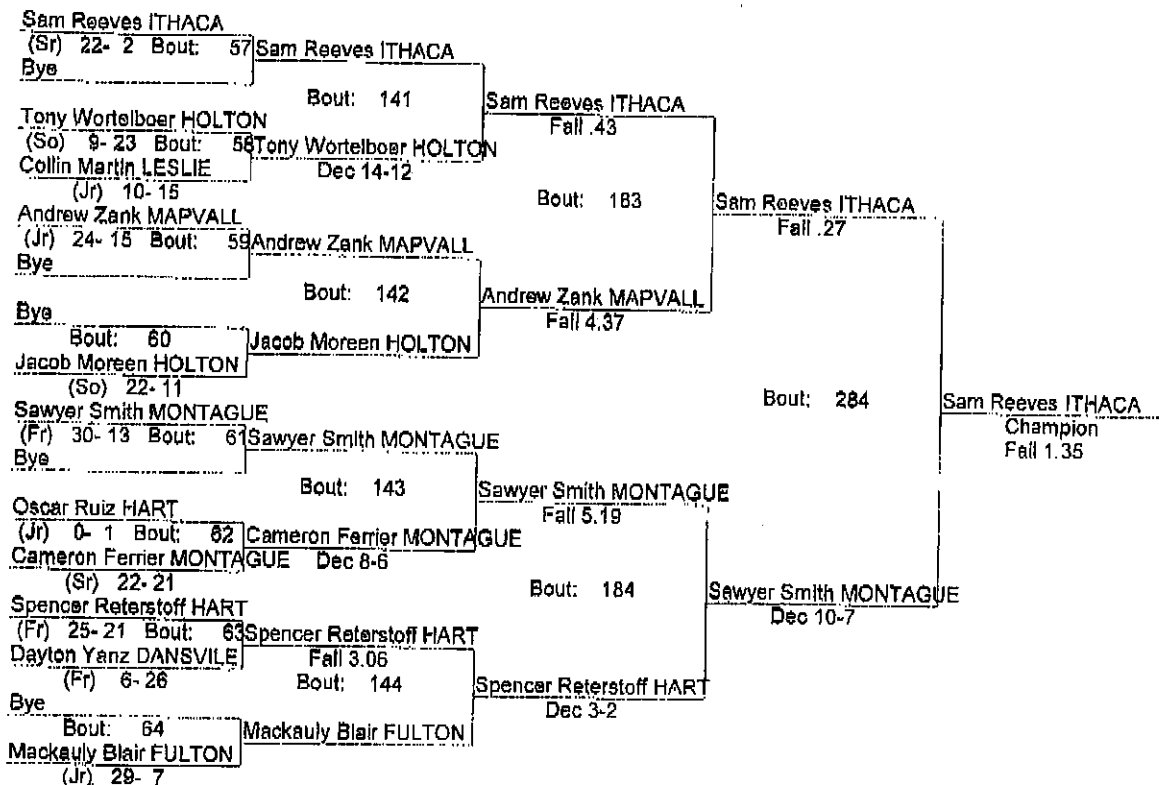 Sam Reeves ITHACA
(Sr) 22- 2 Bout: 57
Bye
Sam Reeves ITHACA
Bout: 141
Tony Wortelboer HOLTON
(So) 9- 23 Bout: 58
Collin Martin LESLIE
(Jr) 10- 15
Tony Wortelboer HOLTON
Dec 14-12
Sam Reeves ITHACA
Fall .43
Bout: 183
Andrew Zank MAPVALL
(Jr) 24- 15 Bout: 59
Bye
Andrew Zank MAPVALL
Bout: 142
Bye
Bout: 60
Jacob Moreen HOLTON
(So) 22- 11
Jacob Moreen HOLTON
Andrew Zank MAPVALL
Fall 4.37
Sam Reeves ITHACA
Fall .27
Bout: 284
Sam Reeves ITHACA
Champion
Fall 1.35
Sawyer Smith MONTAGUE
(Fr) 30- 13 Bout: 61
Bye
Sawyer Smith MONTAGUE
Bout: 143
Oscar Ruiz HART
(Jr) 0- 1 Bout: 62
Cameron Ferrier MONTAGUE
(Sr) 22- 21
Cameron Ferrier MONTAGUE
Dec 8-6
Sawyer Smith MONTAGUE
Fall 5.19
Bout: 184
Spencer Reterstoff HART
(Fr) 25- 21 Bout: 63
Dayton Yanz DANSVILE
(Fr) 6- 26
Spencer Reterstoff HART
Fall 3.06
Bout: 144
Bye
Bout: 64
Mackauly Blair FULTON
(Jr) 29- 7
Mackauly Blair FULTON
Spencer Reterstoff HART
Dec 3-2
Sawyer Smith MONTAGUE
Dec 10-7